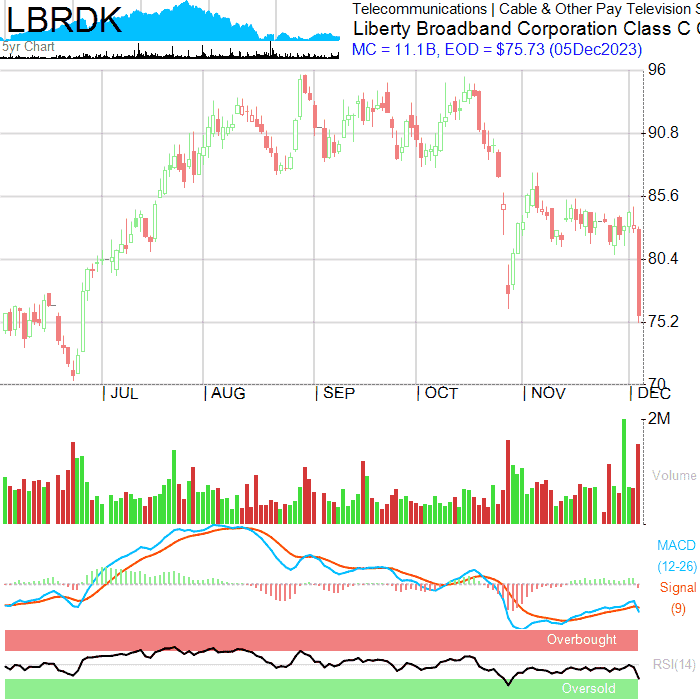 LBRDK
5yr Chart
Telecommunications | Cable & Other Pay Television S
Liberty Broadband Corporation Class C C
MC = 11.1B, EOD = $75.73 (05Dec2023)
96
90.8
85.6
80.4
75.2
70
| JUL | AUG | SEP | OCT | NOV | DEC
2M
Volume
MACD
(12-26)
Signal
(9)
Overbought
RSI(14)
Oversold